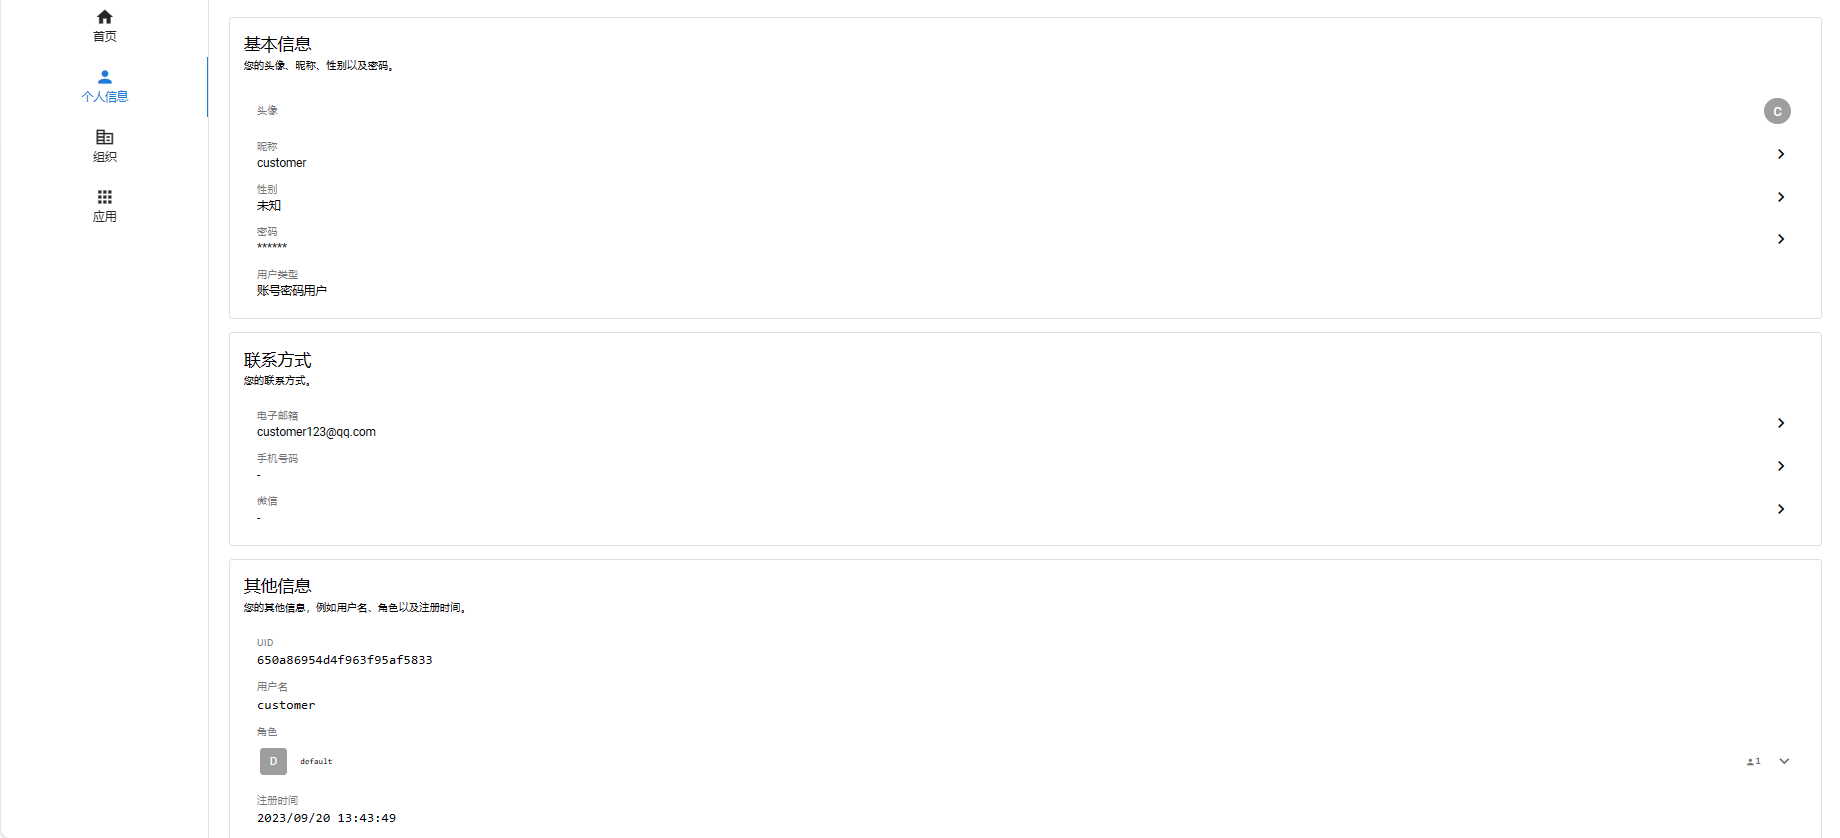 首页
个人信息
组织
应用
基本信息
您的头像、昵称、性别以及密码。
头像
C
昵称
customer
性别
未知
密码
******
用户类型
账号密码用户
联系方式
您的联系方式。
电子邮箱
customer123@qq.com
手机号码
-
微信
-
其他信息
您的其他信息，例如用户名、角色以及注册时间。
UID
650a86954d4f963f95af5833
用户名
customer
角色
D default 1
注册时间
2023/09/20 13:43:49